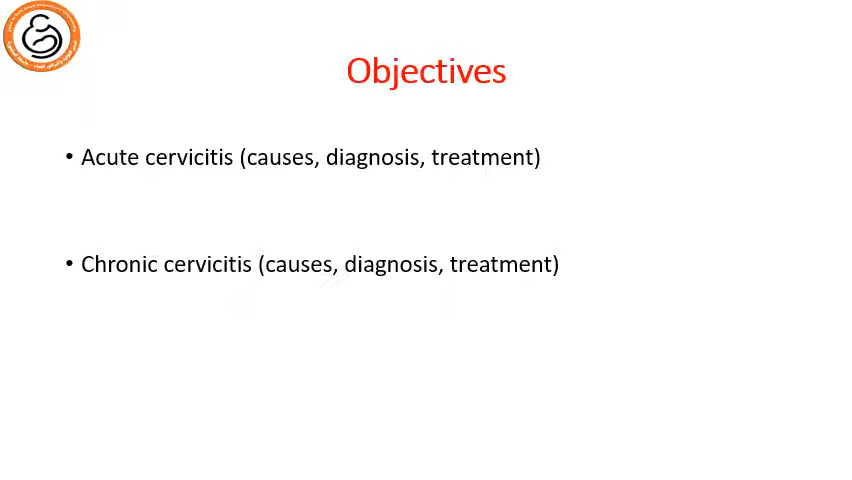 Objectives
• Acute cervicitis (causes, diagnosis, treatment)
• Chronic cervicitis (causes, diagnosis, treatment)